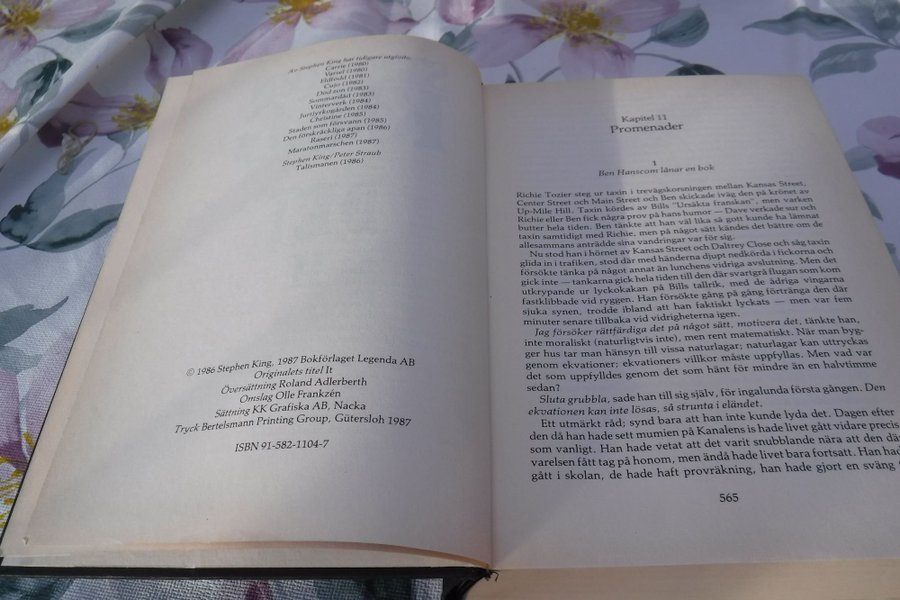 Av Stephen King har tidigare utgivits:
Carrie (1980)
Varsel (1980)
Eldfödd (1981)
Cujo (1982)
Död zon (1983)
Sommardåd (1983)
Vinterverk (1984)
Jurtjyrkogården (1984)
Christine (1985)
Staden som försvann (1985)
Den förskräckliga apan (1986)
Raseri (1987)
Maratonmarschen (1987)
Stephen King/Peter Straub
Talismanen (1986)
© 1986 Stephen King, 1987 Bokförlaget Legenda AB
Originalets titel It
Översättning Roland Adlerberth
Omslag Olle Frankzén
Sättning KK Grafiska AB, Nacka
Tryck Bertelsmann Printing Group, Gütersloh 1987
ISBN 91-582-1104-7
Kapitel 11
Promenader
1
Ben Hanscom lånar en bok
Richie Tozier steg ur taxin i trevägskorsningen mellan Kansas Street,
Center Street och Main Street och Ben skickade iväg den på krönet av
Up-Mile Hill. Taxin kördes av Bills "Ursäkta franskan", men varken
Richie eller Ben fick några prov på hans humor — Dave verkade sur och
butter hela tiden. Ben tänkte att han väl lika så gott kunde ha lämnat
taxin samtidigt med Richie, men på något sätt kändes det bättre om de
allesammans anträdde sina vandringar var för sig.
Nu stod han i hörnet av Kansas Street och Daltrey Close och såg taxin
glida in i trafiken, stod där med händerna djupt nedkörda i fickorna och
försökte tänka på något annat än lunchens vidriga avslutning. Men det
gick inte — tankarna gick hela tiden till den där svartgrå flugan som kom
utkrypande ur lyckokakan på Bills tallrik, med de ådriga vingarna
fastklibbade vid ryggen. Han försökte gång på gång förtränga den där
sjuka synen, trodde ibland att han faktiskt lyckats — men var fem
minuter senare tillbaka vid vidrigheterna igen.
Jag försöker rättfärdiga det på något sätt, motivera det, tänkte han,
inte moraliskt (naturligtvis inte), men rent matematiskt. När man byg-
ger hus tar man hänsyn till vissa naturlagar; naturlagar kan uttryckas
genom ekvationer; ekvationers villkor måste uppfyllas. Men vad var
det som uppfylldes genom det som hänt för mindre än en halvtimme
sedan?
Sluta grubbla, sade han till sig själv, för ingalunda första gången. Den
ekvationen kan inte lösas, så strunta i eländet.
Ett utmärkt råd; synd bara att han inte kunde lyda det. Dagen efter
den då han hade sett mumien på Kanalens is hade livet gått vidare precis
som vanligt. Han hade vetat att det varit snubblande nära att den dä
varelsen fått tag på honom, men ändå hade livet bara fortsatt. Han had
gått i skolan, de hade haft provräkning, han hade gjort en sväng
565